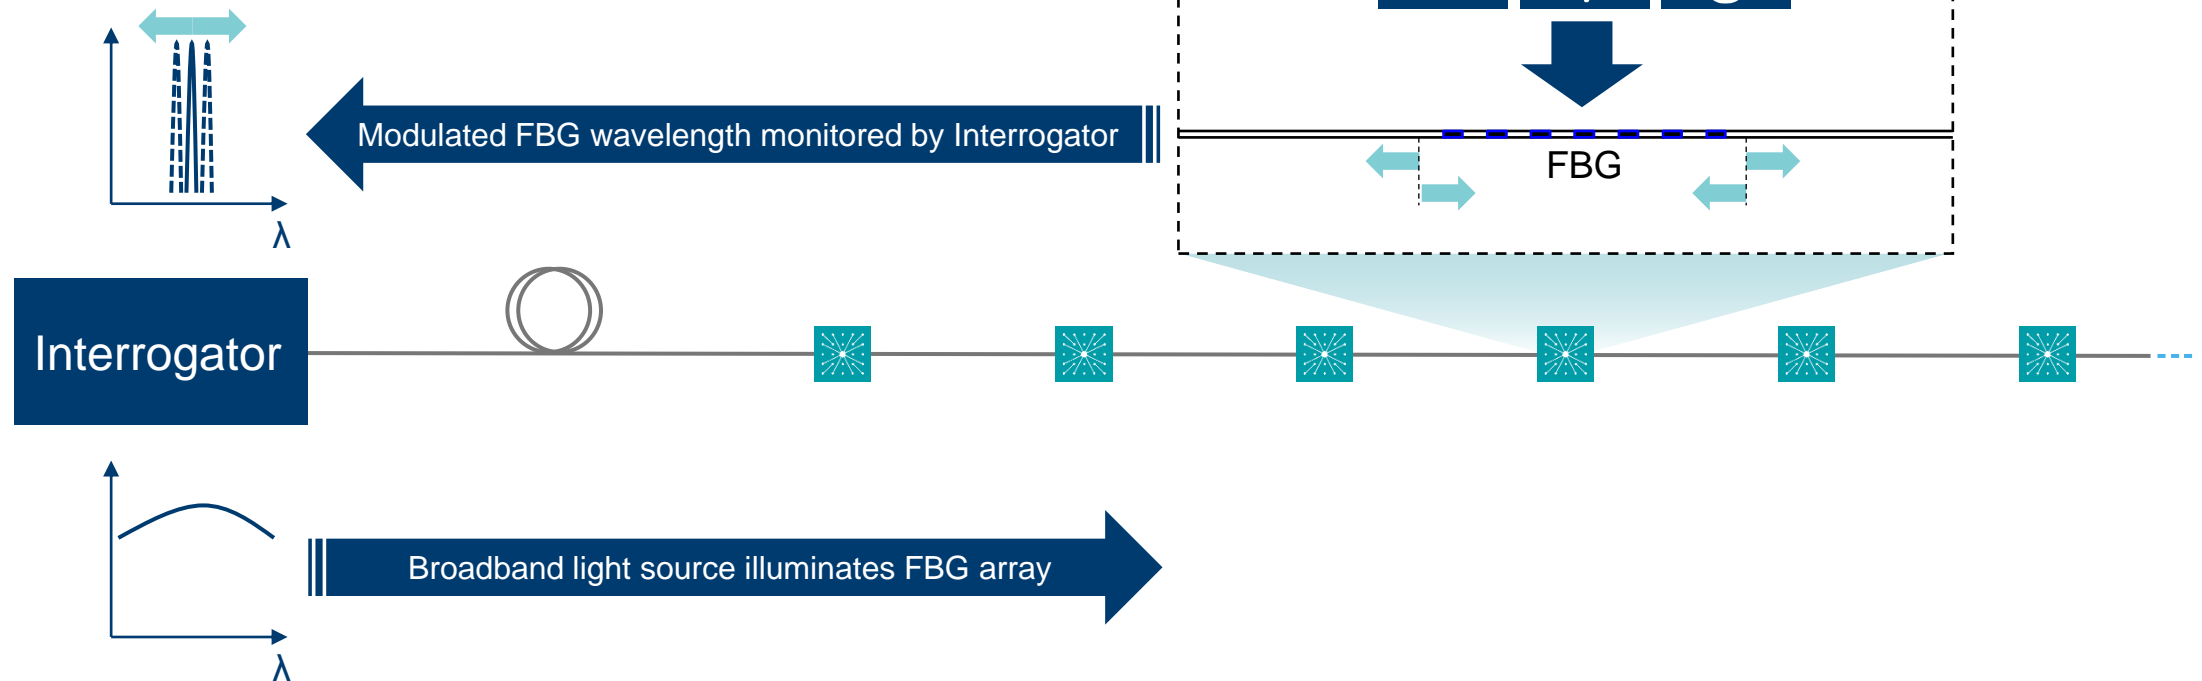 Modulated FBG wavelength monitored by Interrogator
FBG
λ
Interrogator
Broadband light source illuminates FBG array
λ